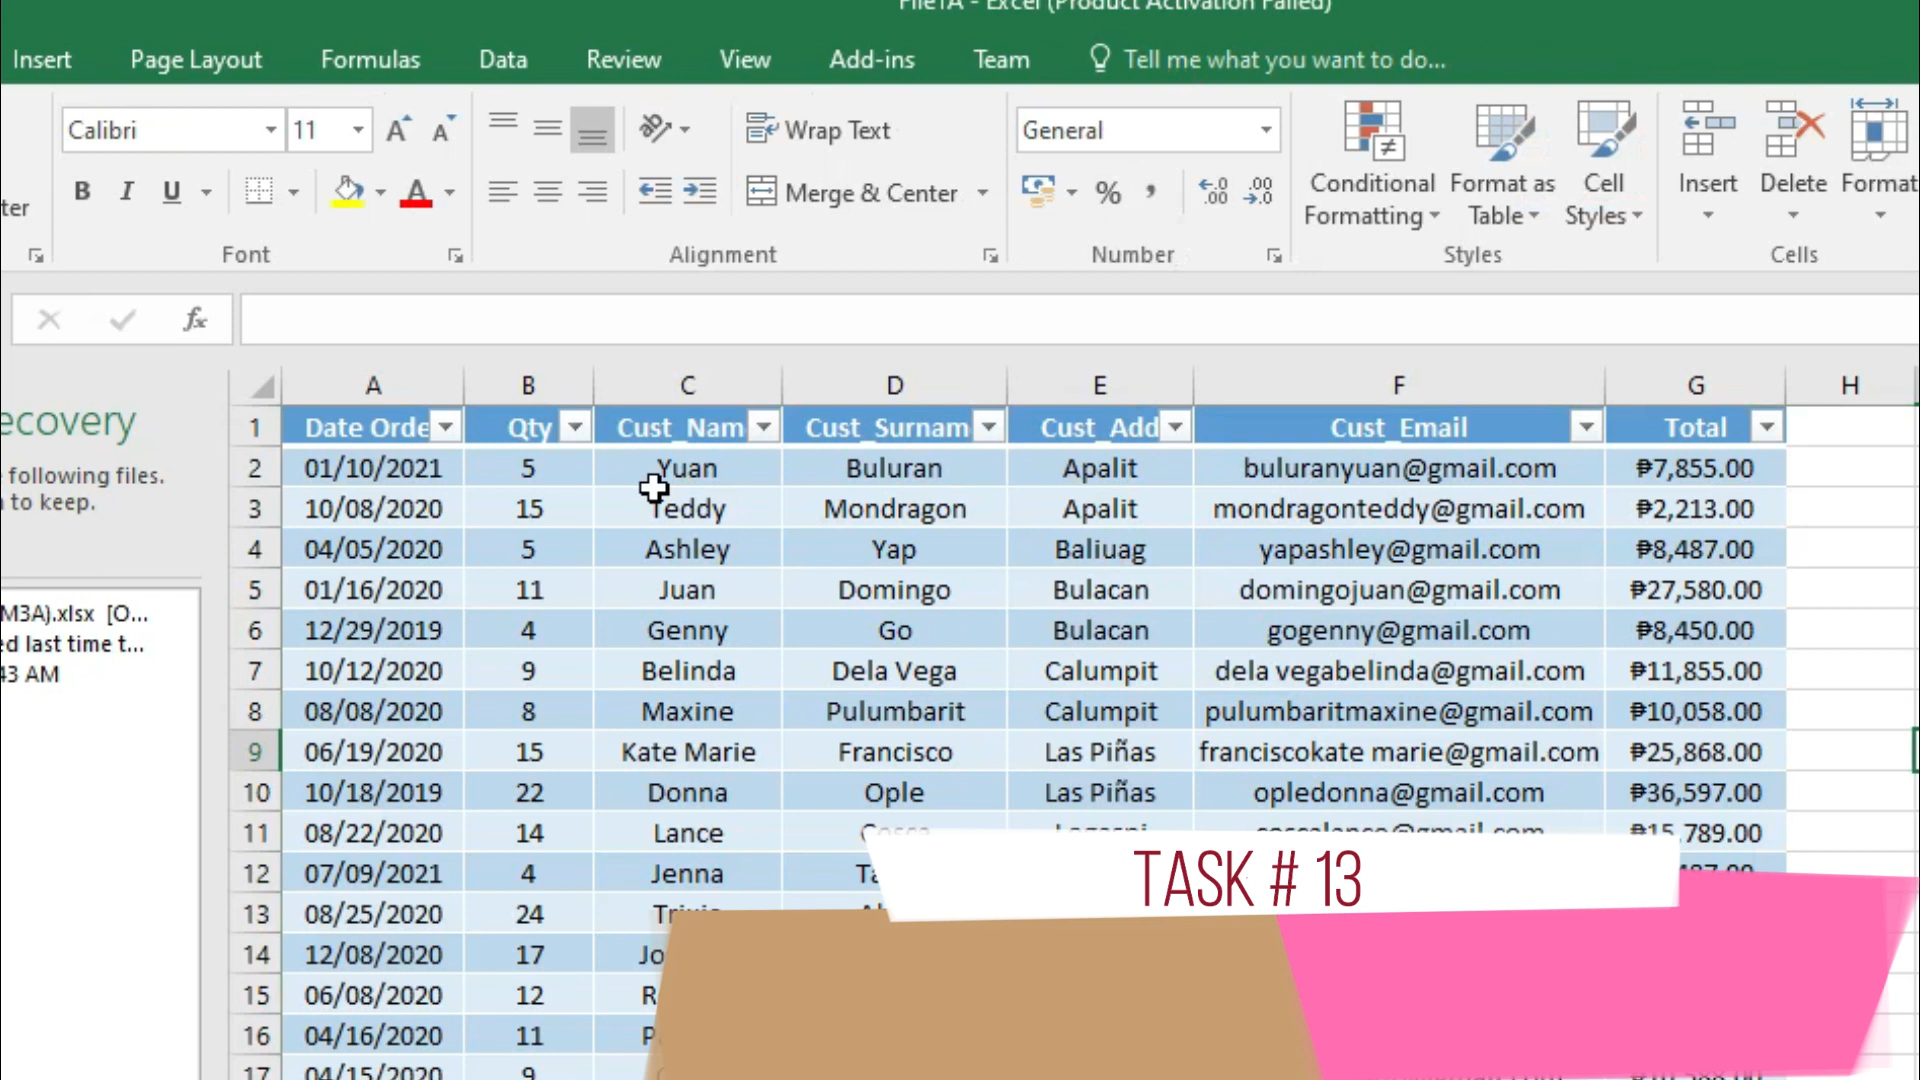 File1A - Excel (Product Activation Failed)
Insert Page Layout Formulas Data Review View Add-ins Team Tell me what you want to do...
Calibri 11 Wrap Text General
B I U Merge & Center % Conditional Formatting Format as Table Cell Styles Insert Delete Format
Font Alignment Number Styles Cells
fx
A B C D E F G H
ecovery
following files.
to keep.
M3A).xlsx [O...
ed last time t...
43 AM
1 Date Orde Qty Cust_Nam Cust_Surnam Cust_Add Cust_Email Total
2 01/10/2021 5 Yuan Buluran Apalit buluranyuan@gmail.com ₱7,855.00
3 10/08/2020 15 Teddy Mondragon Apalit mondragonteddy@gmail.com ₱2,213.00
4 04/05/2020 5 Ashley Yap Baliuag yapashley@gmail.com ₱8,487.00
5 01/16/2020 11 Juan Domingo Bulacan domingojuan@gmail.com ₱27,580.00
6 12/29/2019 4 Genny Go Bulacan gogenny@gmail.com ₱8,450.00
7 10/12/2020 9 Belinda Dela Vega Calumpit dela vegabelinda@gmail.com ₱11,855.00
8 08/08/2020 8 Maxine Pulumbarit Calumpit pulumbaritmaxine@gmail.com ₱10,058.00
9 06/19/2020 15 Kate Marie Francisco Las Piñas franciscokate marie@gmail.com ₱25,868.00
10 10/18/2019 22 Donna Ople Las Piñas opledonna@gmail.com ₱36,597.00
11 08/22/2020 14 Lance ₱15,789.00
12 07/09/2021 4 Jenna
13 08/25/2020 24
14 12/08/2020 17
15 06/08/2020 12
16 04/16/2020 11
17 04/15/2020 9
TASK # 13